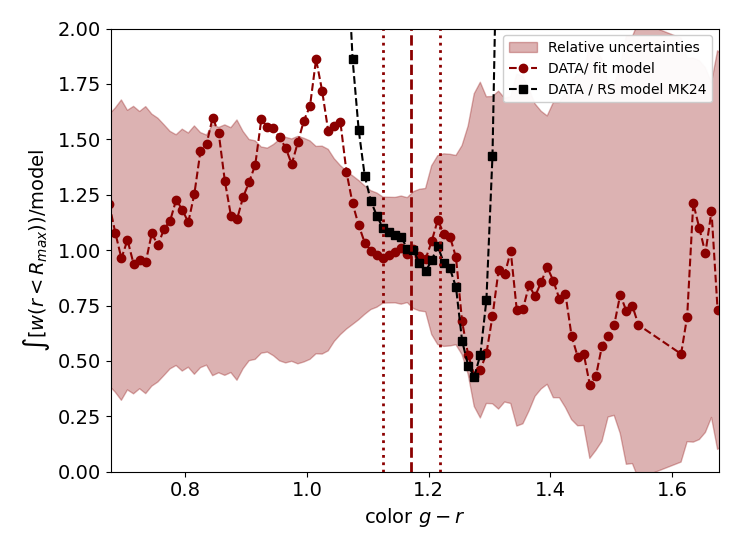 2.00
1.75
1.50
1.25
1.00
0.75
0.50
0.25
0.00
∫[w(r < R_{max})]/model
Relative uncertainties
DATA/ fit model
DATA / RS model MK24
0.8 1.0 1.2 1.4 1.6
color g − r